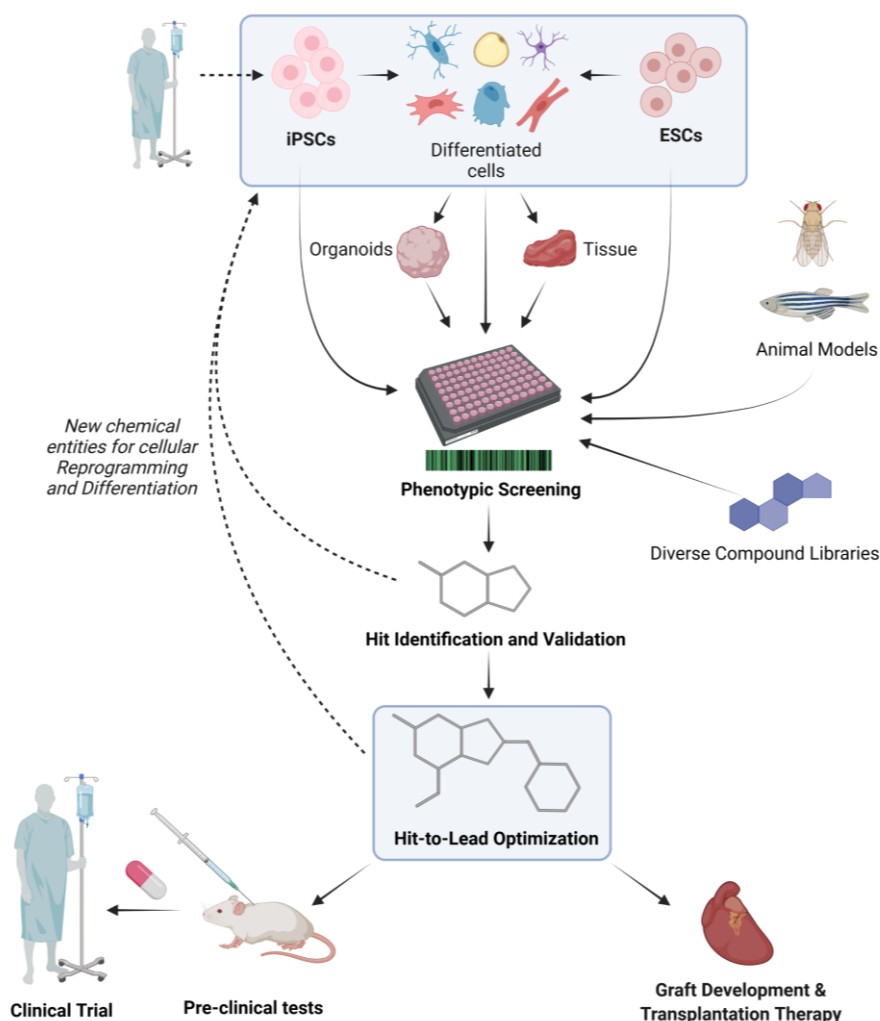 iPSCs
Differentiated
cells
ESCs
Organoids
Tissue
Animal Models
New chemical
entities for cellular
Reprogramming
and Differentiation
Phenotypic Screening
Diverse Compound Libraries
Hit Identification and Validation
Hit-to-Lead Optimization
Clinical Trial
Pre-clinical tests
Graft Development &
Transplantation Therapy